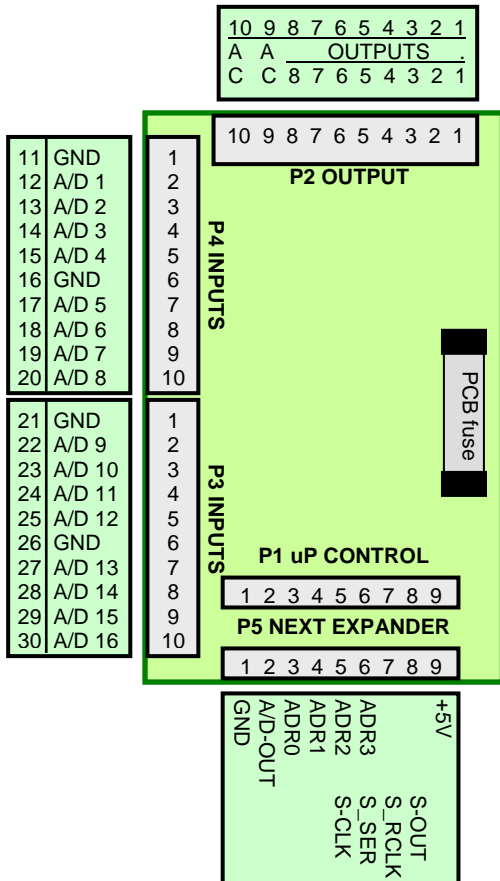 10 9 8 7 6 5 4 3 2 1
A A OUTPUTS .
C C 8 7 6 5 4 3 2 1
10 9 8 7 6 5 4 3 2 1
P2 OUTPUT
11 GND 1
12 A/D 1 2
13 A/D 2 3
14 A/D 3 4
15 A/D 4 5
16 GND 6
17 A/D 5 7
18 A/D 6 8
19 A/D 7 9
20 A/D 8 10
P4 INPUTS
PCB fuse
21 GND 1
22 A/D 9 2
23 A/D 10 3
24 A/D 11 4
25 A/D 12 5
26 GND 6
27 A/D 13 7
28 A/D 14 8
29 A/D 15 9
30 A/D 16 10
P3 INPUTS
P1 uP CONTROL
1 2 3 4 5 6 7 8 9
P5 NEXT EXPANDER
1 2 3 4 5 6 7 8 9
GND
A/D-OUT
ADR0
ADR1
ADR2 S-CLK
ADR3 S_SER
S_RCLK
S-OUT
+5V